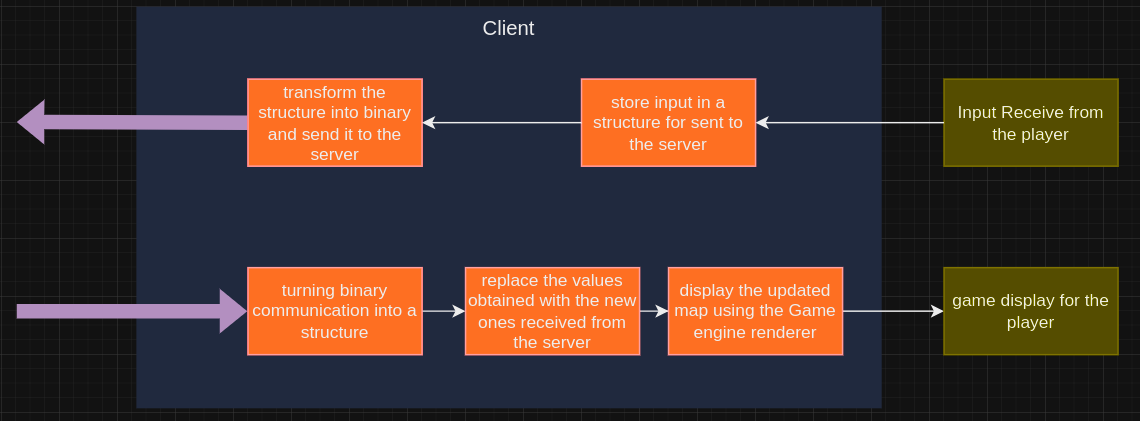 Client
transform the
structure into binary
and send it to the
server
store input in a
structure for sent to
the server
Input Receive from
the player
turning binary
communication into a
structure
replace the values
obtained with the new
ones received from
the server
display the updated
map using the Game
engine renderer
game display for the
player